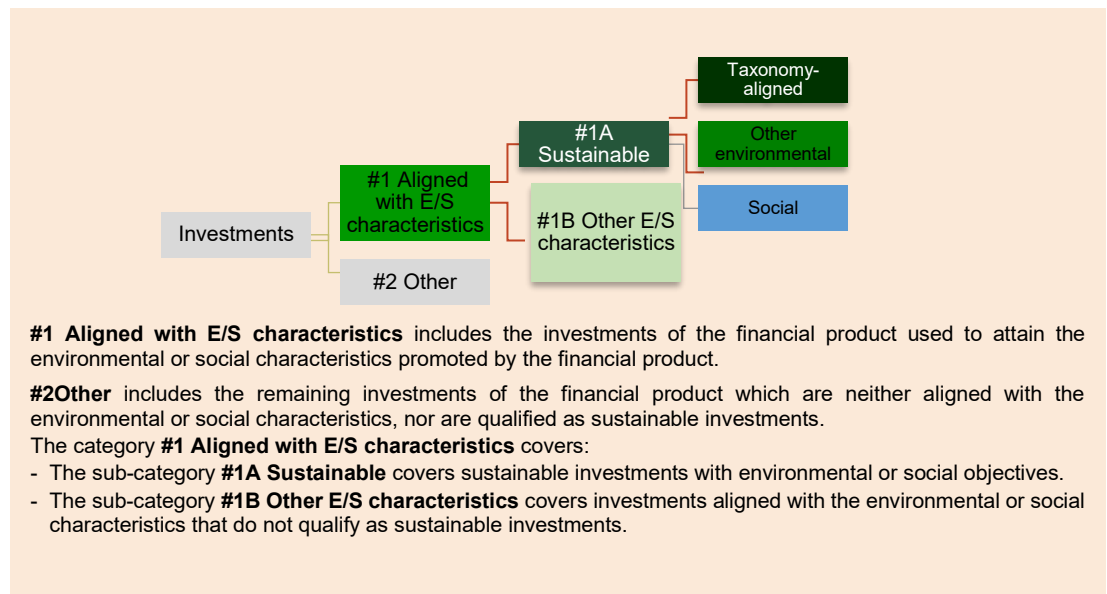 Taxonomy-
aligned
#1A
Sustainable
Other
environmental
#1 Aligned
with E/S
characteristics
Social
#1B Other E/S
characteristics
Investments
#2 Other
#1 Aligned with E/S characteristics includes the investments of the financial product used to attain the
environmental or social characteristics promoted by the financial product.
#2Other includes the remaining investments of the financial product which are neither aligned with the
environmental or social characteristics, nor are qualified as sustainable investments.
The category #1 Aligned with E/S characteristics covers:
- The sub-category #1A Sustainable covers sustainable investments with environmental or social objectives.
- The sub-category #1B Other E/S characteristics covers investments aligned with the environmental or social
characteristics that do not qualify as sustainable investments.